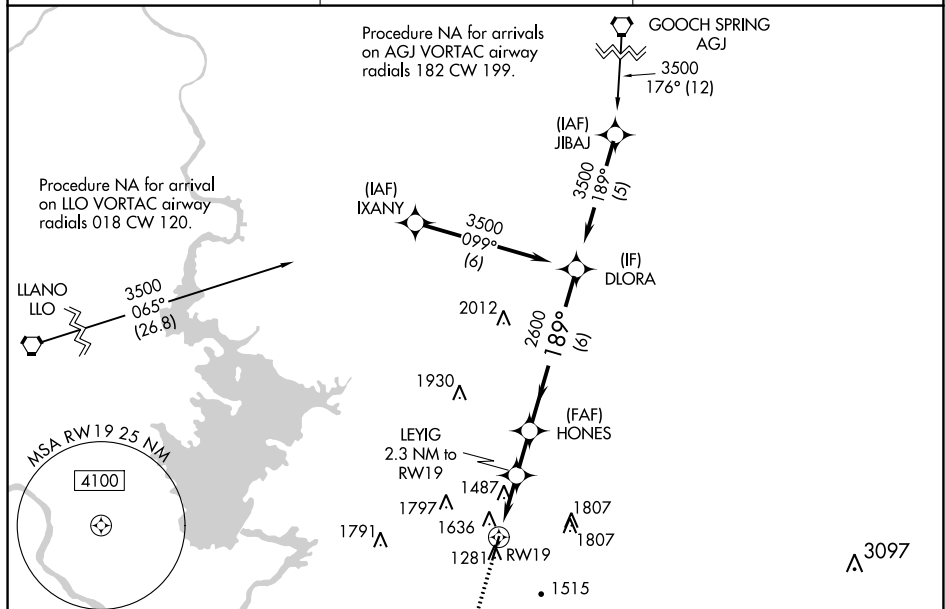 Procedure NA for arrivals
on AGJ VORTAC airway
radials 182 CW 199.
GOOCH SPRING
AGJ
3500
176° (12)
(IAF)
JIBAJ
3500
189°
(5)
Procedure NA for arrival
on LLO VORTAC airway
radials 018 CW 120.
(IAF)
IXANY
3500
099°
(6)
(IF)
DLORA
LLANO
LLO
3500
065°
(26.8)
2012
2600
189°
(6)
1930
(FAF)
HONES
LEYIG
2.3 NM to
RW19
MSA RW19 25 NM
4100
1487
1797
1636
1807
1807
1791
1281
RW19
3097
1515